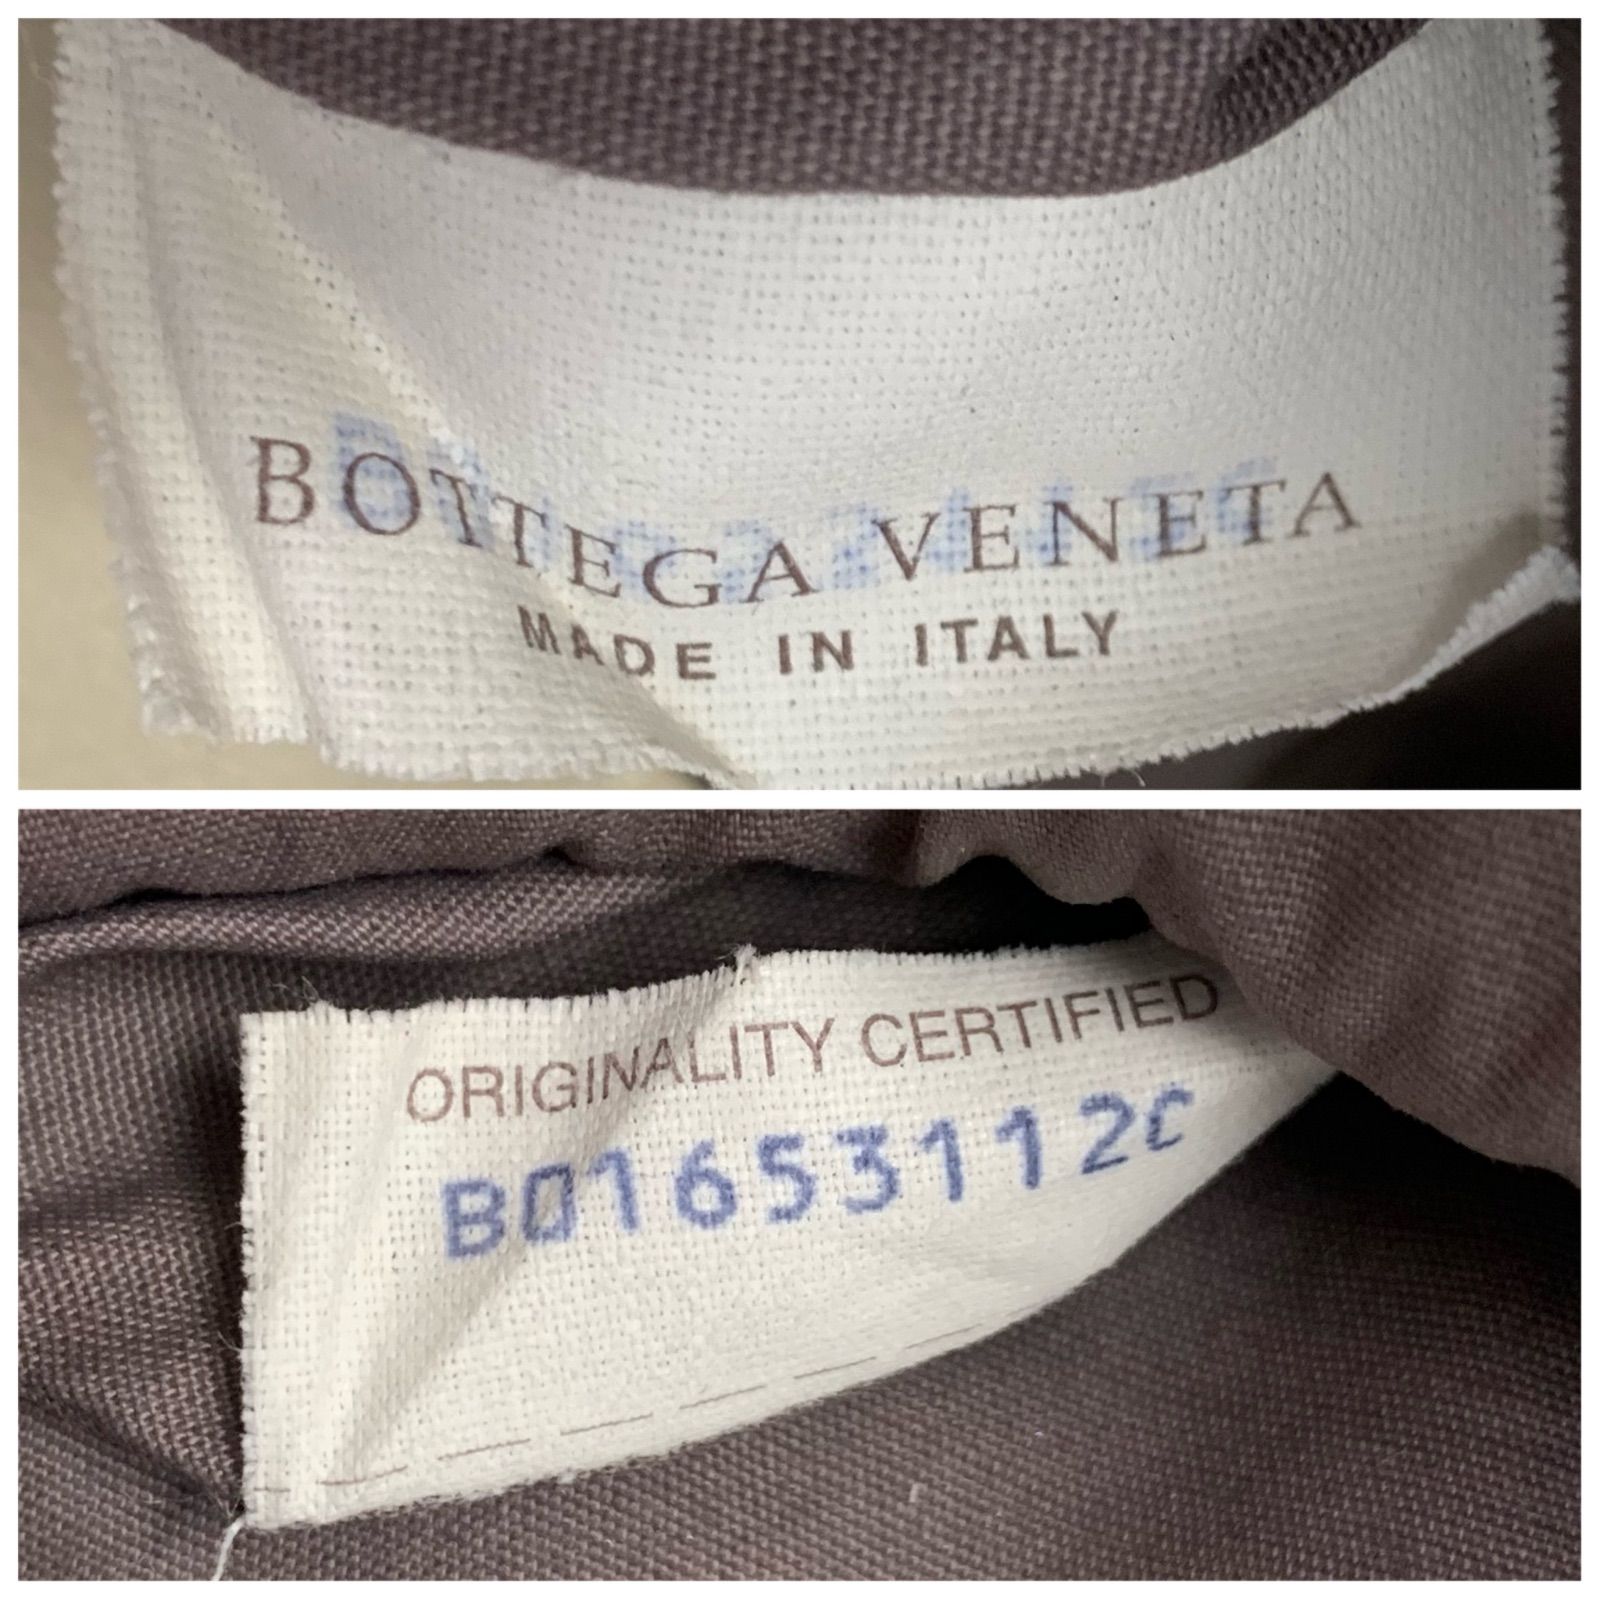 BOTTEGA VENETA
MADE IN ITALY
ORIGINALITY CERTIFIED
B01653112C